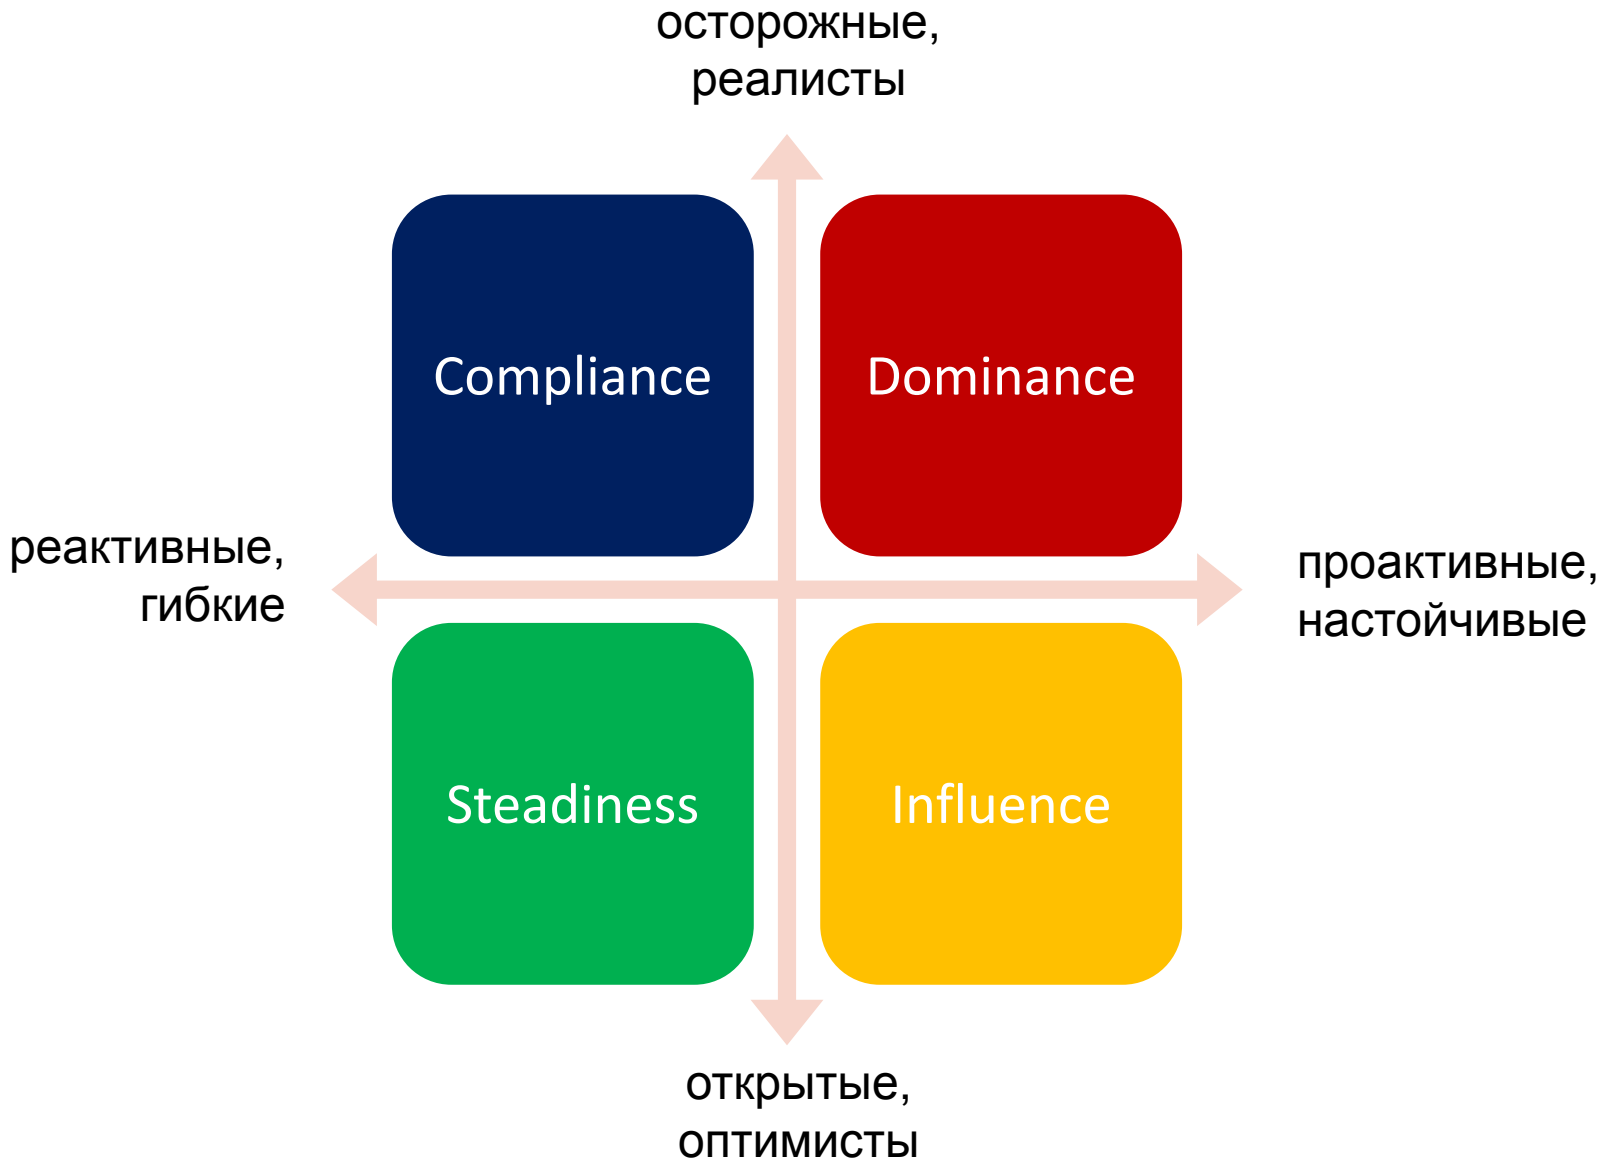 осторожные,
реалисты
Compliance
Dominance
реактивные,
гибкие
проактивные,
настойчивые
Steadiness
Influence
открытые,
оптимисты